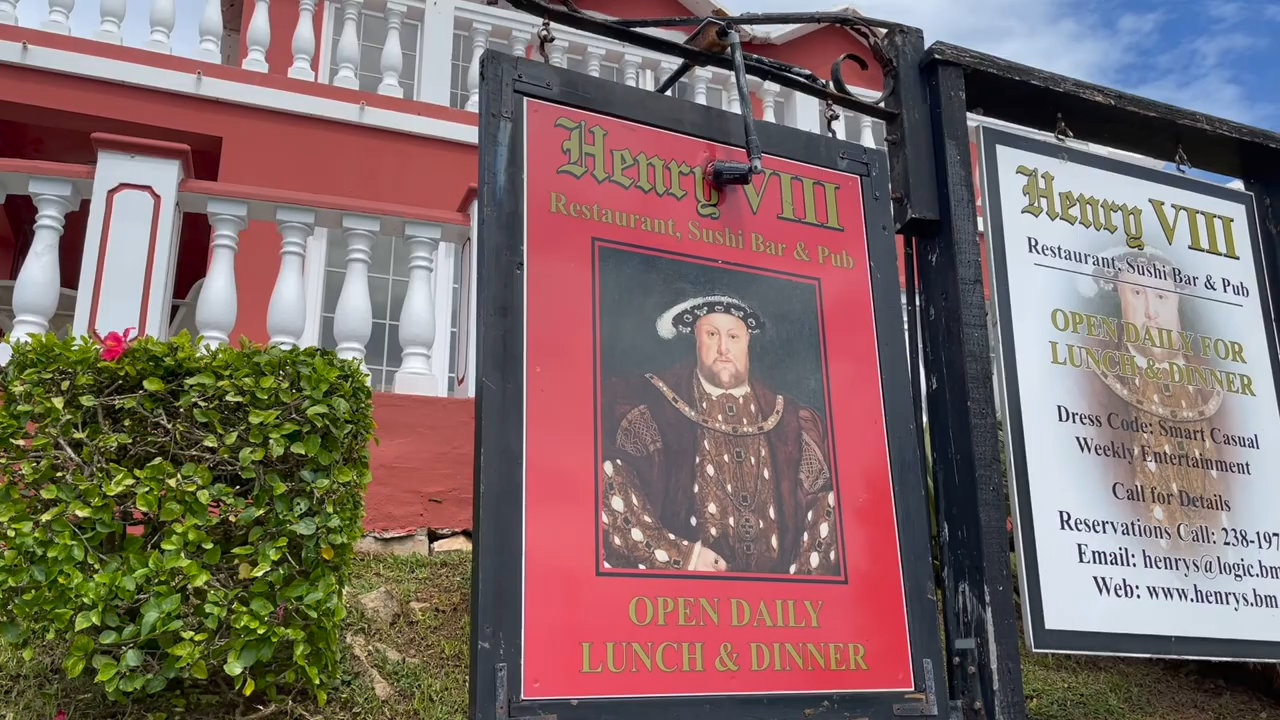 Henry VIII
Restaurant, Sushi Bar & Pub
OPEN DAILY
LUNCH & DINNER
Henry VIII
Restaurant, Sushi Bar & Pub
OPEN DAILY FOR
LUNCH & DINNER
Dress Code: Smart Casual
Weekly Entertainment
Call for Details
Reservations Call: 238-197
Email: henrys@logic.bm
Web: www.henrys.bm